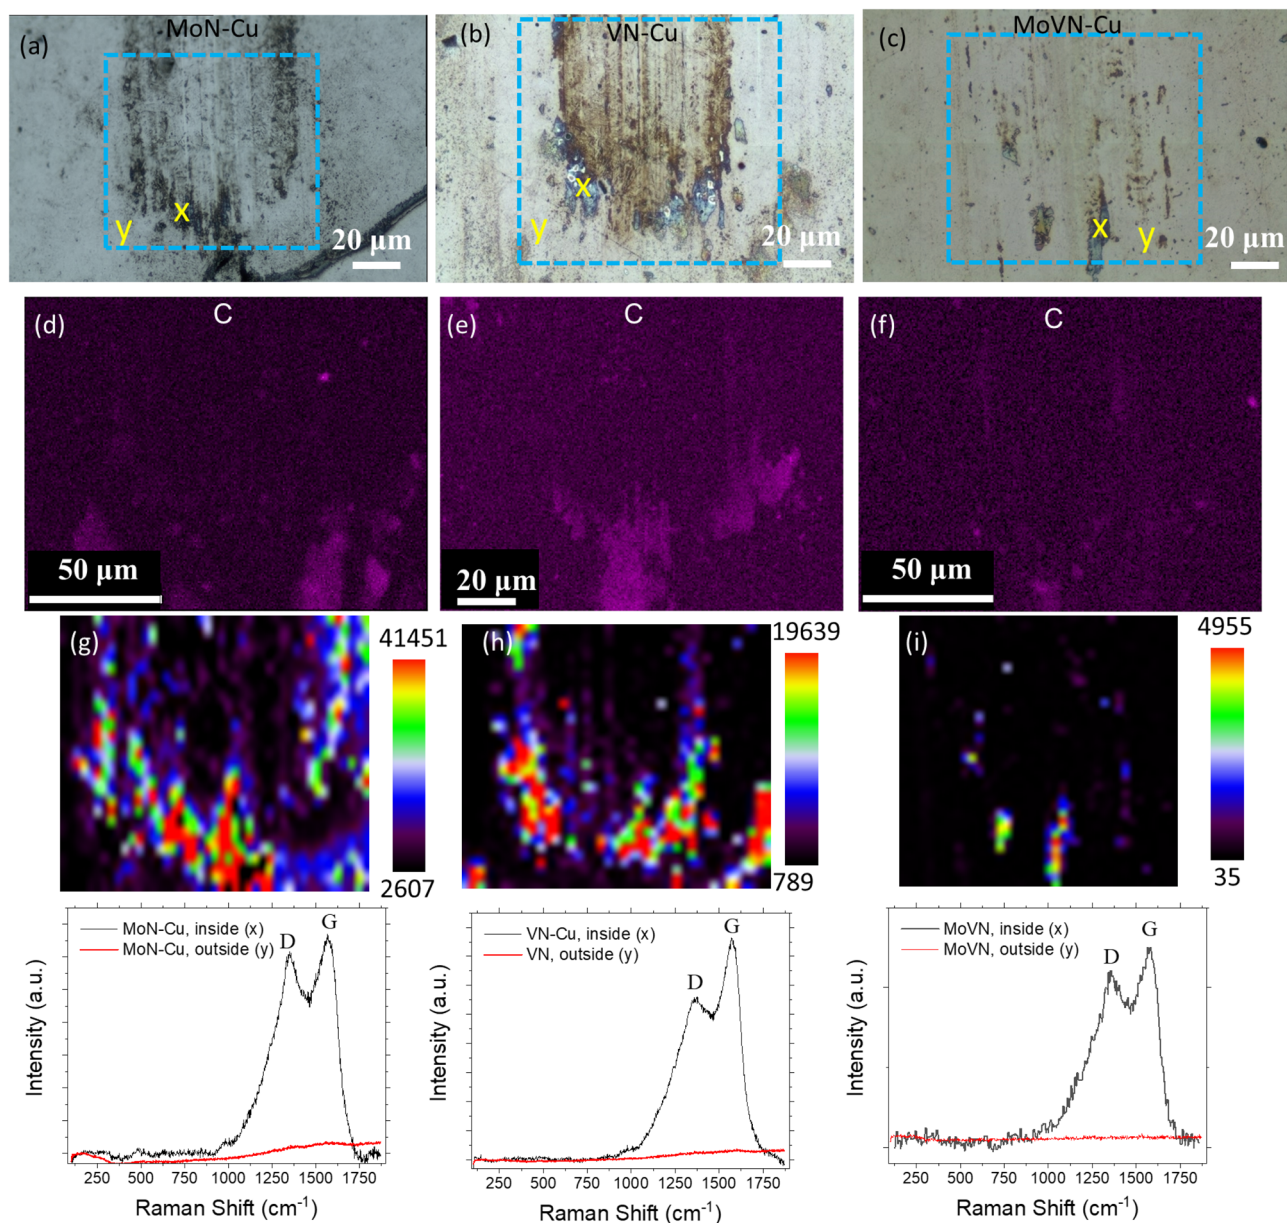 (a) MoN-Cu
x
y
20 µm
(b) VN-Cu
x
y
20 µm
(c) MoVN-Cu
x
y
20 µm
(d) C
50 µm
(e) C
20 µm
(f) C
50 µm
(g)
41451
2607
(h)
19639
789
(i)
4955
35
MoN-Cu, inside (x)
MoN-Cu, outside (y)
D
G
Intensity (a.u.)
250 500 750 1000 1250 1500 1750
Raman Shift (cm⁻¹)
VN-Cu, inside (x)
VN, outside (y)
D
G
Intensity (a.u.)
250 500 750 1000 1250 1500 1750
Raman Shift (cm⁻¹)
MoVN, inside (x)
MoVN, outside (y)
D
G
Intensity (a.u.)
250 500 750 1000 1250 1500 1750
Raman Shift (cm⁻¹)